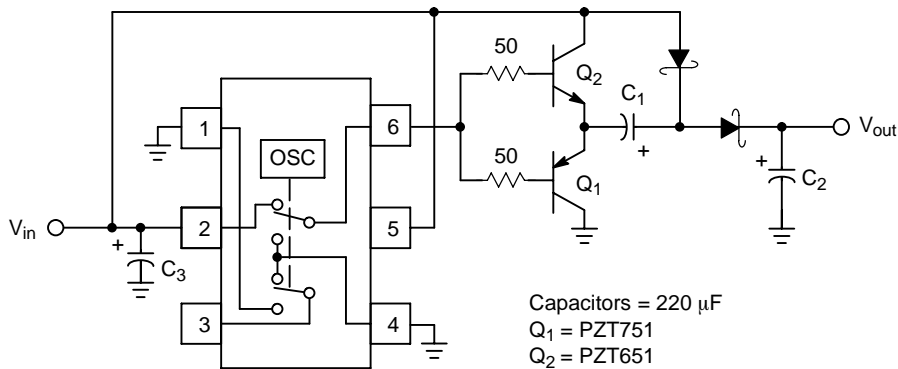 50
Q2
C1
Vout
1
6
OSC
50
Q1
C2
Vin
2
5
C3
3
4
Capacitors = 220 μF
Q1 = PZT751
Q2 = PZT651
+
+
+